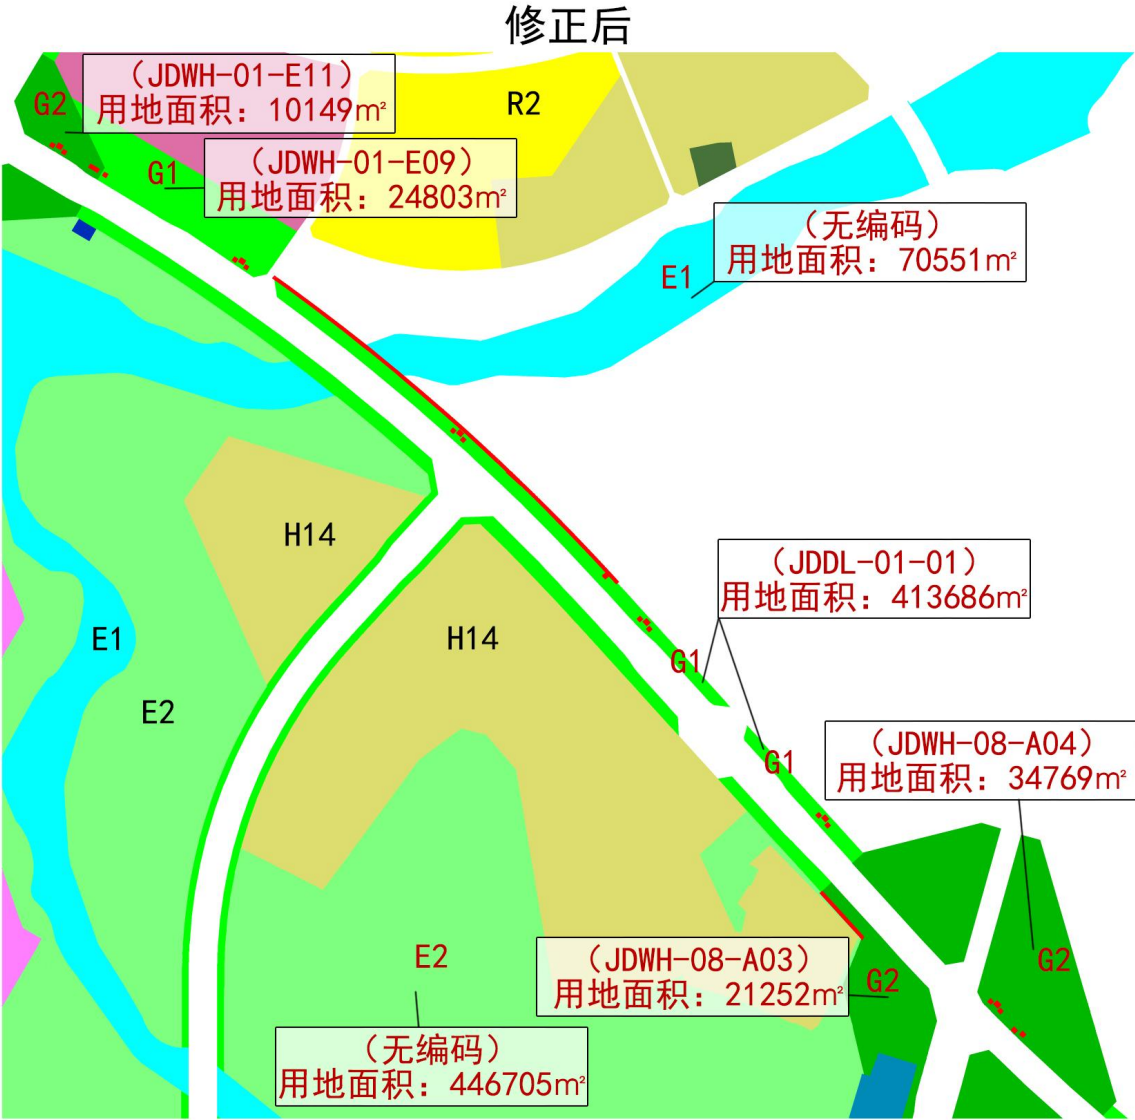 修正后
（JDWH-01-E11）
用地面积：10149㎡
G2
R2
（JDWH-01-E09）
用地面积：24803㎡
G1
（无编码）
用地面积：70551㎡
E1
H14
（JDDL-01-01）
用地面积：413686㎡
E1
H14
G1
E2
（JDWH-08-A04）
用地面积：34769㎡
G1
E2
（JDWH-08-A03）
用地面积：21252㎡
G2
G2
（无编码）
用地面积：446705㎡